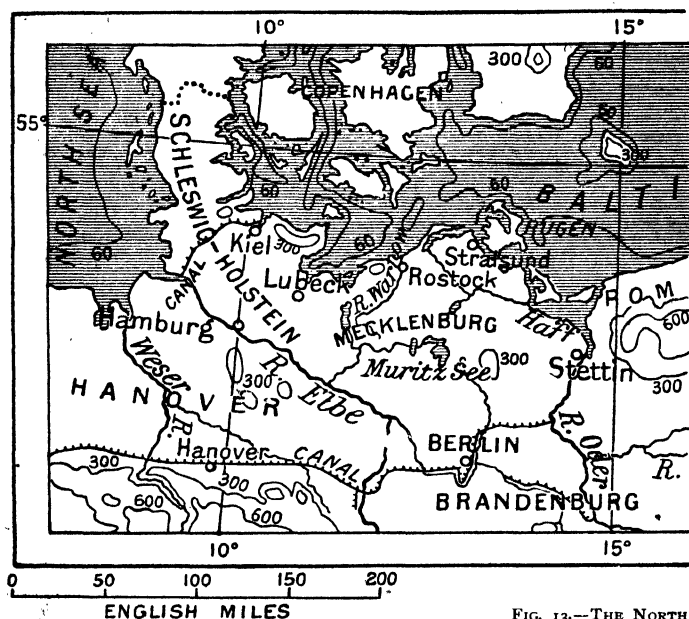 10° 15°
300
60
COPENHAGEN
60
NORTH SEA
55°
300
SCHLESWIG-HOLSTEIN
60
60
BALTI
RÜGEN
60
Kiel
300
60
Stralsund
CANAL
Lubeck
R. Warnow
Rostock
POM
Hamburg
MECKLENBURG
Haff
600
Weser R.
R. Elbe
Muritz See
300
Stettin
300
300
HANOVER
R. Oder
Hanover
CANAL
BERLIN
R.
300
300
600
600
BRANDENBURG
10° 15°
0 50 100 150 200
ENGLISH MILES
FIG. 13.—THE NORTH